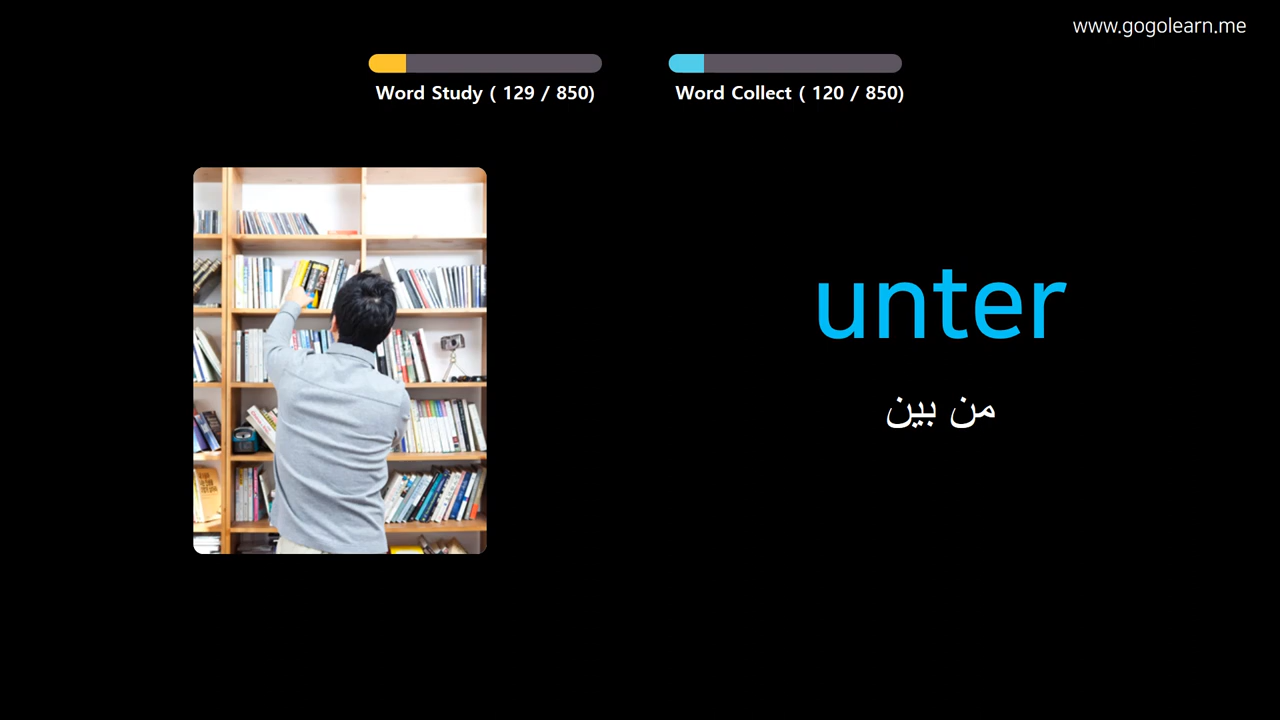 www.gogolearn.me
Word Study ( 129 / 850)
Word Collect ( 120 / 850)
unter
من بين